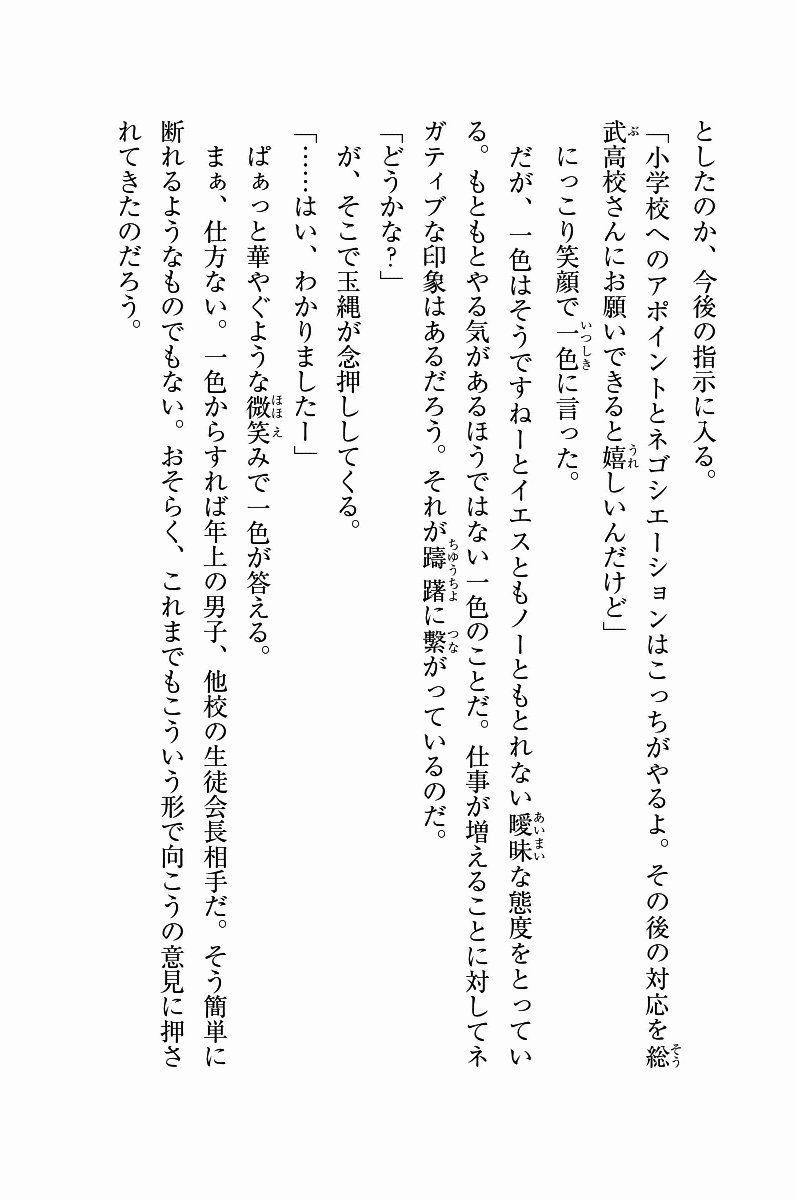 としたのか、今後の指示に入る。
「小学校へのアポイントとネゴシエーションはこっちがやるよ。その後の対応を総
武高校さんにお願いできると嬉しいんだけど」
にっこり笑顔で一色に言った。
だが、一色はそうですねーとイエスともノーともとれない曖昧な態度をとってい
る。もともとやる気があるほうではない一色のことだ。仕事が増えることに対してネ
ガティブな印象はあるだろう。それが躊躇に繫がっているのだ。
「どうかな？」
が、そこで玉縄が念押ししてくる。
「……はい、わかりましたー」
ぱぁっと華やぐような微笑みで一色が答える。
まぁ、仕方ない。一色からすれば年上の男子、他校の生徒会長相手だ。そう簡単に
断れるようなものでもない。おそらく、これまでもこういう形で向こうの意見に押さ
れてきたのだろう。